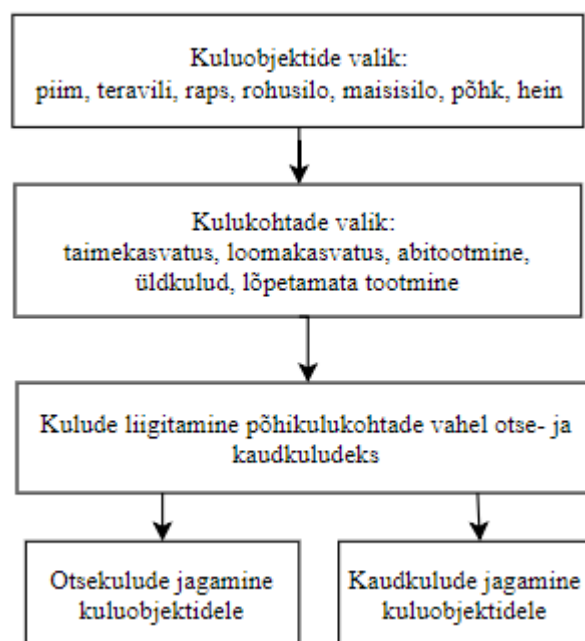 Kuluobjektide valik:
piim, teravili, raps, rohusilo, maisisilo, põhk, hein
Kulukohtade valik:
taimekasvatus, loomakasvatus, abitootmine,
üldkulud, lõpetamata tootmine
Kulude liigitamine põhikulukohtade vahel otse- ja
kaudkuludeks
Otsekulude jagamine
kuluobjektidele
Kaudkulude jagamine
kuluobjektidele